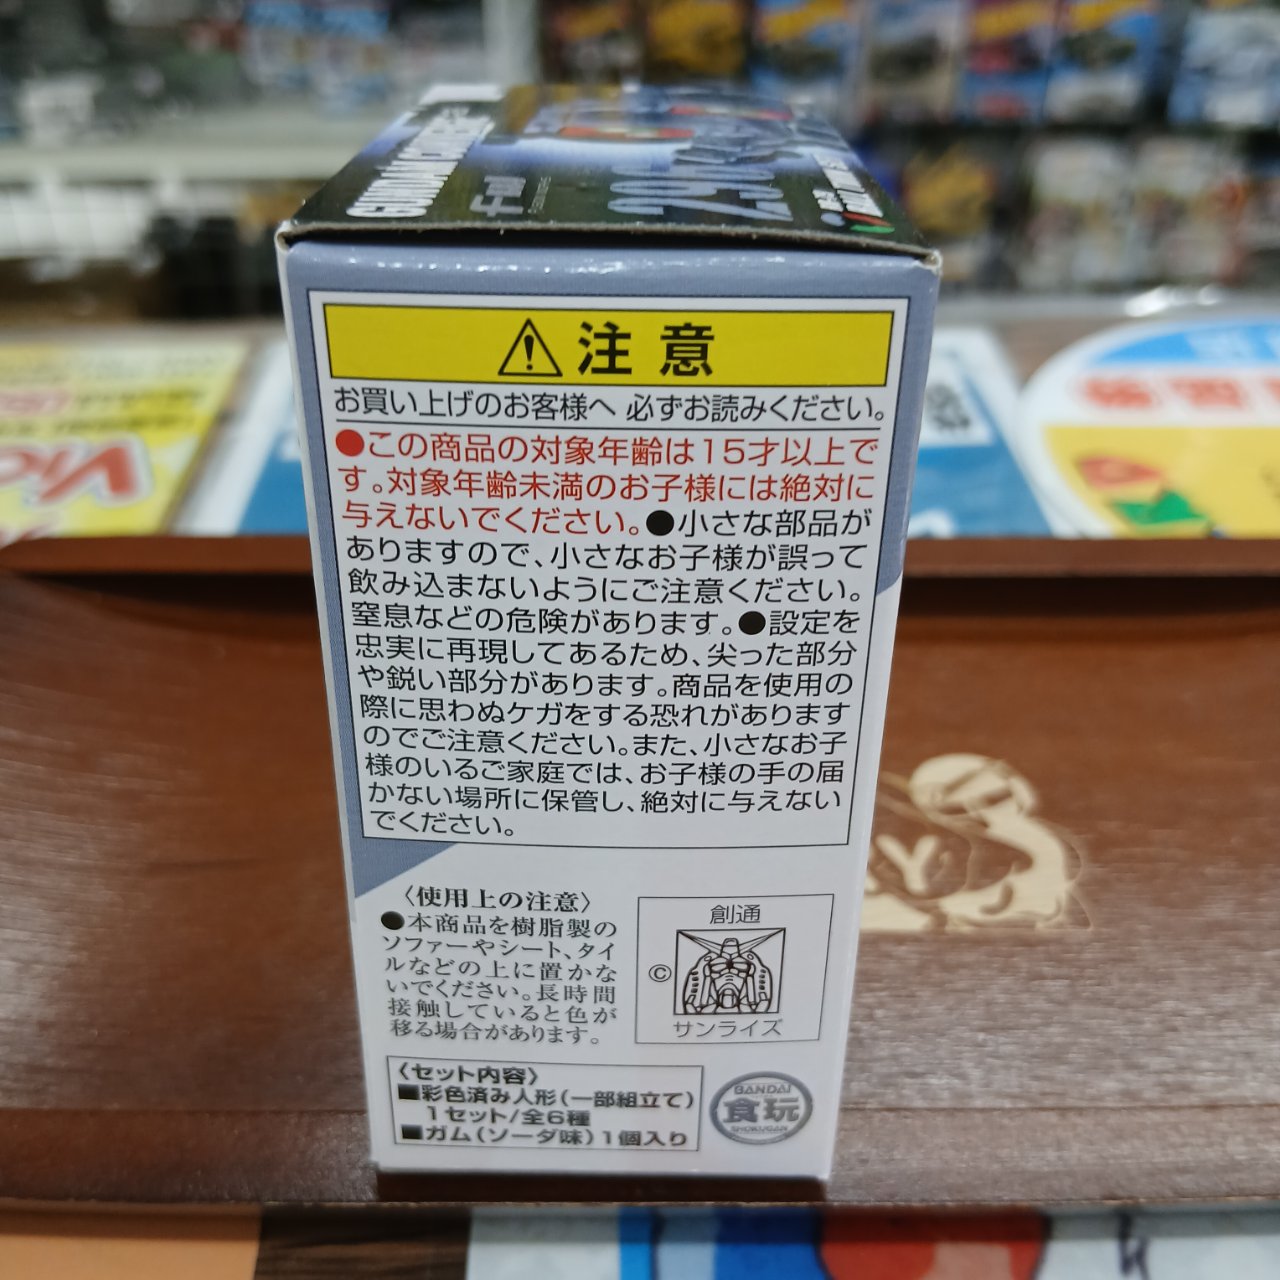 GUNDAM CONVERGE
注意
お買い上げのお客様へ 必ずお読みください。
●この商品の対象年齢は15才以上で
す。対象年齢未満のお子様には絶対に
与えないでください。●小さな部品が
ありますので、小さなお子様が誤って
飲み込まないようにご注意ください。
窒息などの危険があります。●設定を
忠実に再現してあるため、尖った部分
や鋭い部分があります。商品を使用の
際に思わぬケガをする恐れがあります
のでご注意ください。また、小さなお子
様のいるご家庭では、お子様の手の届
かない場所に保管し、絶対に与えない
でください。
〈使用上の注意〉
●本商品を樹脂製の
ソファーやシート、タイ
ルなどの上に置かな
いでください。長時間
接触していると色が
移る場合があります。
創通
©
サンライズ
〈セット内容〉
■彩色済み人形(一部組立て)
1セット/全6種
■ガム(ソーダ味)1個入り
BANDAI
食玩
SHOKUGAN